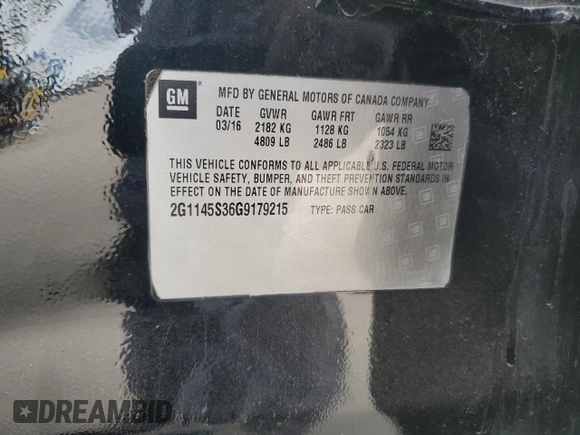 GM ® MFD BY GENERAL MOTORS OF CANADA COMPANY
DATE GVWR GAWR FRT GAWR RR
03/16 2182 KG 1128 KG 1054 KG
4809 LB 2486 LB 2323 LB
THIS VEHICLE CONFORMS TO ALL APPLICABLE U.S. FEDERAL MOTOR
VEHICLE SAFETY, BUMPER, AND THEFT PREVENTION STANDARDS IN
EFFECT ON THE DATE OF MANUFACTURE SHOWN ABOVE.
2G1145S36G9179215 TYPE: PASS CAR
DREAMBID